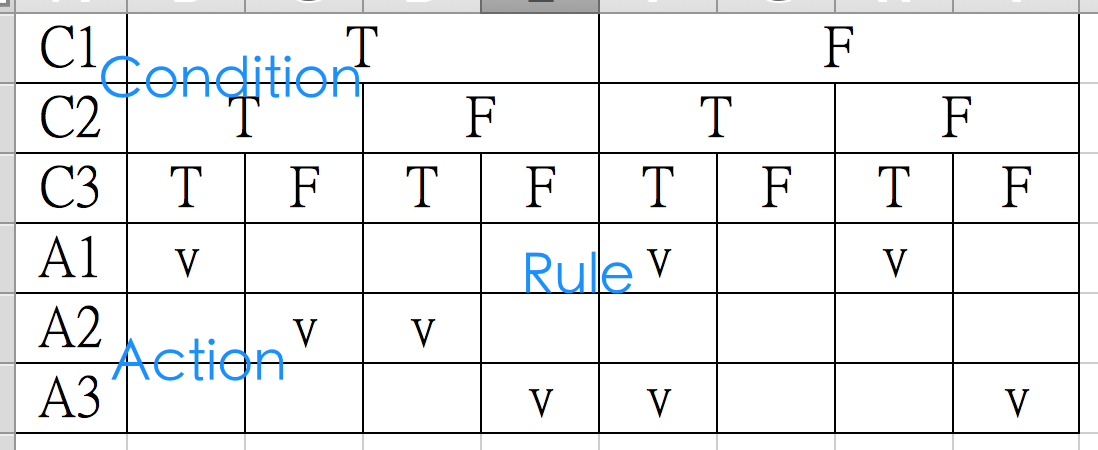 C1 T F
Condition
C2 T F T F
C3 T F T F T F T F
A1 v v v
Rule
A2 v v
Action
A3 v v v